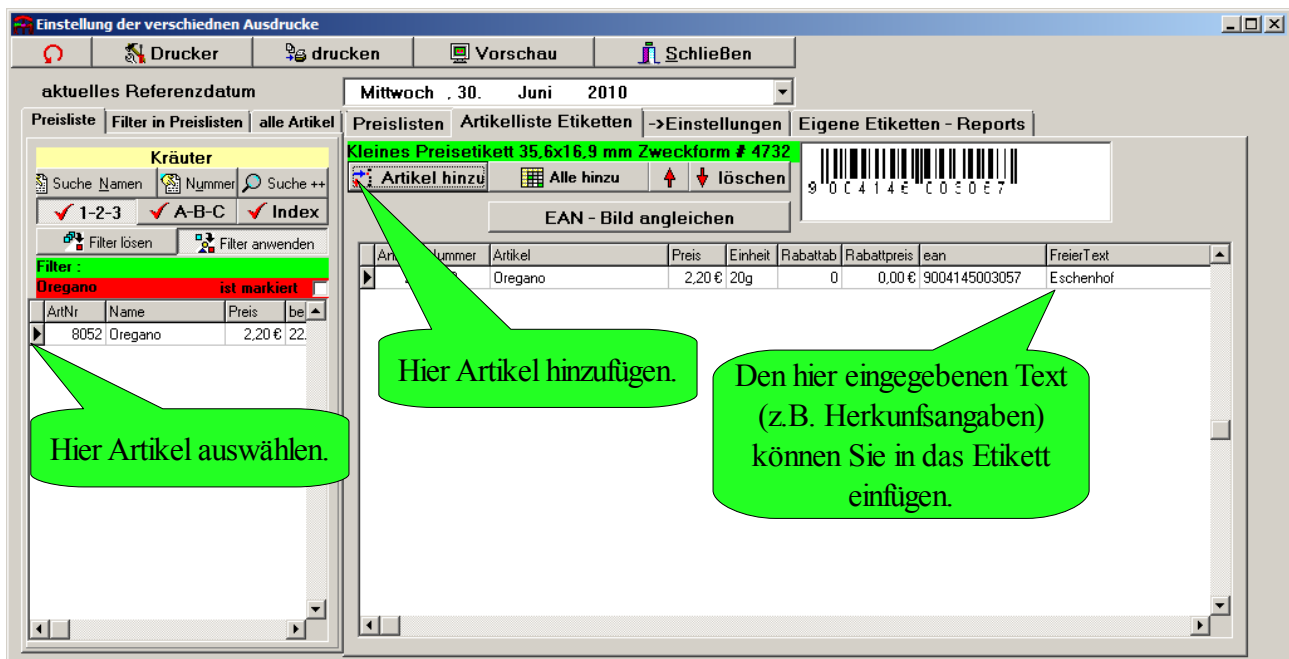 Einstellung der verschiednen Ausdrucke
Drucker drucken Vorschau Schließen
aktuelles Referenzdatum Mittwoch , 30. Juni 2010
Preisliste Filter in Preislisten alle Artikel
Preislisten Artikelliste Etiketten ->Einstellungen Eigene Etiketten - Reports
Kräuter
Suche Namen Nummer Suche ++
1-2-3 A-B-C Index
Filter lösen Filter anwenden
Filter :
Oregano ist markiert
ArtNr Name Preis be
8052 Oregano 2,20 € 22.
Hier Artikel auswählen.
Kleines Preisetikett 35,6x16,9 mm Zweckform # 4732
Artikel hinzu Alle hinzu löschen
EAN - Bild angleichen
Artikel Preis Einheit Rabattab Rabattpreis ean FreierText
Oregano 2,20 € 20g 0 0,00 € 9004145003057 Eschenhof
Hier Artikel hinzufügen.
Den hier eingegebenen Text
(z.B. Herkunfsangaben)
können Sie in das Etikett
einfügen.